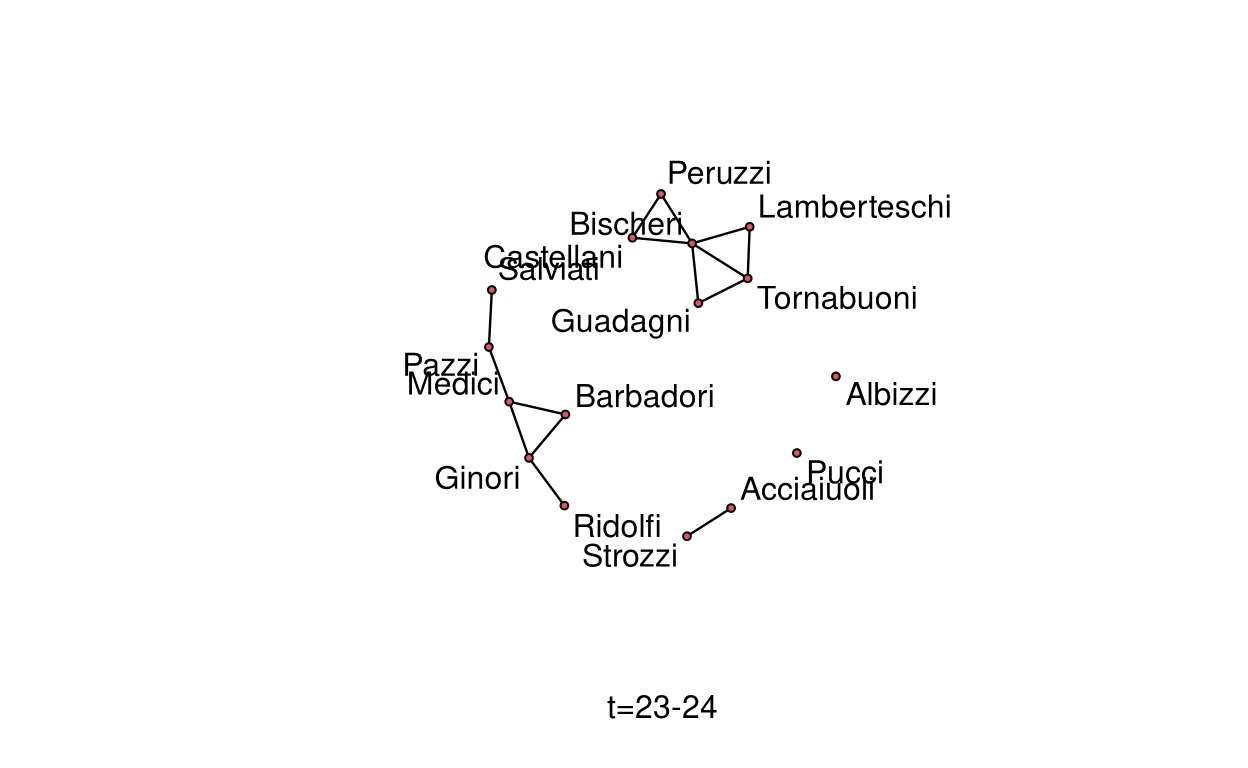 Peruzzi
Lamberteschi
Bischeri
Castellani
Salviati
Tornabuoni
Guadagni
Pazzi
Medici
Barbadori
Albizzi
Ginori
Pucci
Acciaiuoli
Ridolfi
Strozzi
t=23-24